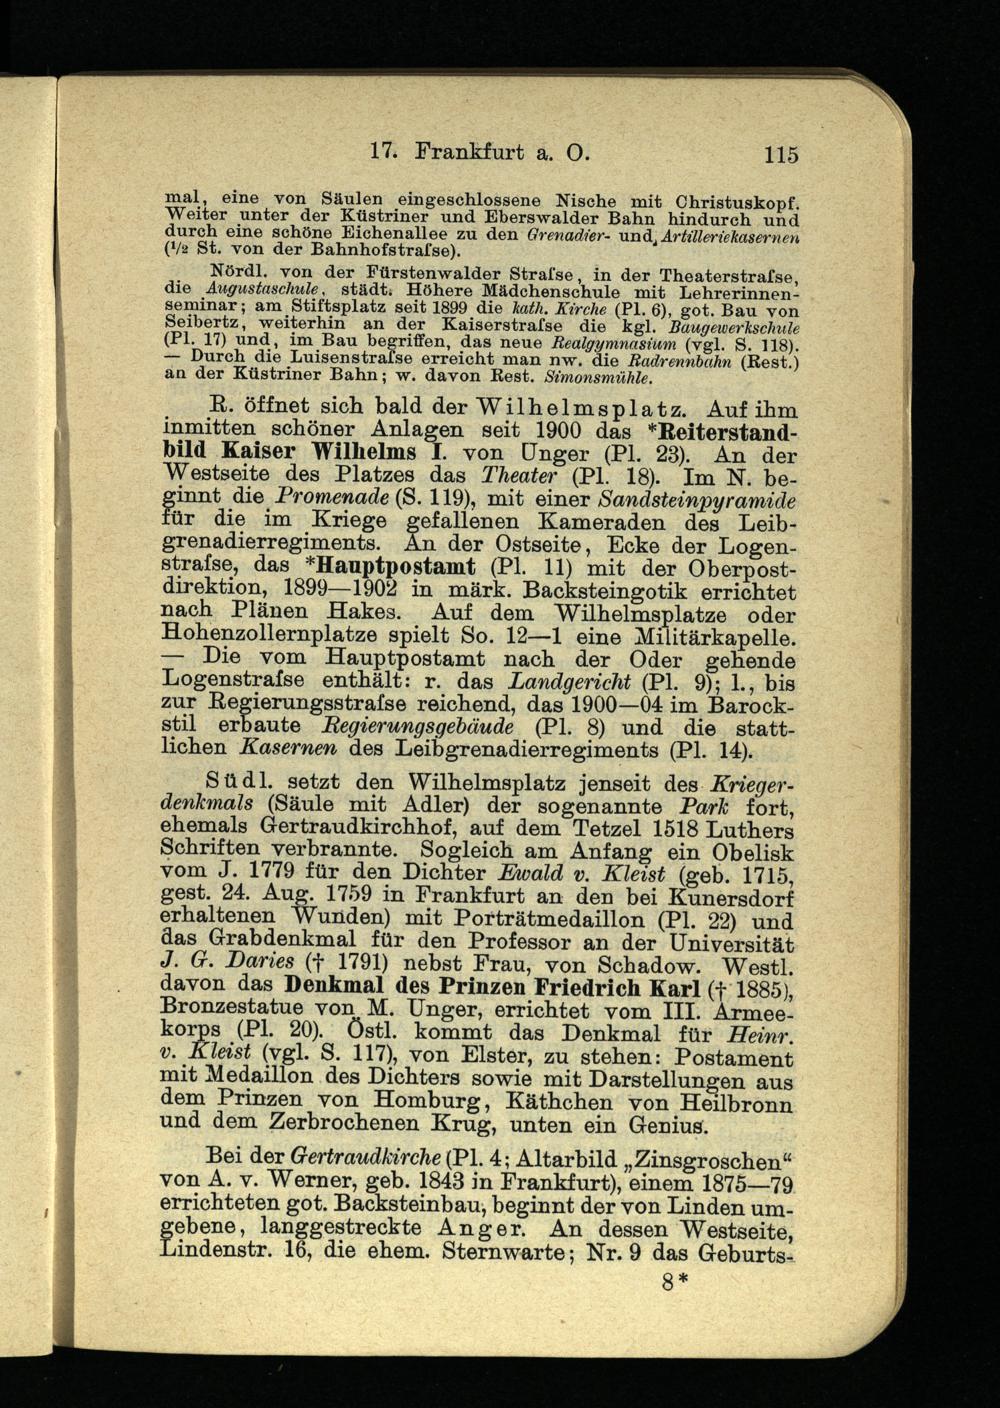 17. Frankfurt a. O. 115
mal, eine von Säulen eingeschlossene Nische mit Christuskopf.
Weiter unter der Küstriner und Eberswalder Bahn hindurch und
durch eine schöne Eichenallee zu den Grenadier- und Artilleriekasernen
(½ St. von der Bahnhofstraſse).
Nördl. von der Fürstenwalder Straſse, in der Theaterstraſse,
die Augustaschule, städt. Höhere Mädchenschule mit Lehrerinnen-
seminar; am Stiftsplatz seit 1899 die kath. Kirche (Pl. 6), got. Bau von
Seibertz, weiterhin an der Kaiserstraſse die kgl. Baugewerkschule
(Pl. 17) und, im Bau begriffen, das neue Realgymnasium (vgl. S. 118).
— Durch die Luisenstraſse erreicht man nw. die Radrennbahn (Rest.)
an der Küstriner Bahn; w. davon Rest. Simonsmühle.
R. öffnet sich bald der Wilhelmsplatz. Auf ihm
inmitten schöner Anlagen seit 1900 das *Reiterstand-
bild Kaiser Wilhelms I. von Unger (Pl. 23). An der
Westseite des Platzes das Theater (Pl. 18). Im N. be-
ginnt die Promenade (S. 119), mit einer Sandsteinpyramide
für die im Kriege gefallenen Kameraden des Leib-
grenadierregiments. An der Ostseite, Ecke der Logen-
straſse, das *Hauptpostamt (Pl. 11) mit der Oberpost-
direktion, 1899—1902 in märk. Backsteingotik errichtet
nach Plänen Hakes. Auf dem Wilhelmsplatze oder
Hohenzollernplatze spielt So. 12—1 eine Militärkapelle.
— Die vom Hauptpostamt nach der Oder gehende
Logenstraſse enthält: r. das Landgericht (Pl. 9); l., bis
zur Regierungsstraſse reichend, das 1900—04 im Barock-
stil erbaute Regierungsgebäude (Pl. 8) und die statt-
lichen Kasernen des Leibgrenadierregiments (Pl. 14).
Südl. setzt den Wilhelmsplatz jenseit des Krieger-
denkmals (Säule mit Adler) der sogenannte Park fort,
ehemals Gertraudkirchhof, auf dem Tetzel 1518 Luthers
Schriften verbrannte. Sogleich am Anfang ein Obelisk
vom J. 1779 für den Dichter Ewald v. Kleist (geb. 1715,
gest. 24. Aug. 1759 in Frankfurt an den bei Kunersdorf
erhaltenen Wunden) mit Porträtmedaillon (Pl. 22) und
das Grabdenkmal für den Professor an der Universität
J. G. Daries († 1791) nebst Frau, von Schadow. Westl.
davon das Denkmal des Prinzen Friedrich Karl († 1885),
Bronzestatue von M. Unger, errichtet vom III. Armee-
korps (Pl. 20). Östl. kommt das Denkmal für Heinr.
v. Kleist (vgl. S. 117), von Elster, zu stehen: Postament
mit Medaillon des Dichters sowie mit Darstellungen aus
dem Prinzen von Homburg, Käthchen von Heilbronn
und dem Zerbrochenen Krug, unten ein Genius.
Bei der Gertraudkirche (Pl. 4; Altarbild „Zinsgroschen“
von A. v. Werner, geb. 1843 in Frankfurt), einem 1875—79
errichteten got. Backsteinbau, beginnt der von Linden um-
gebene, langgestreckte Anger. An dessen Westseite,
Lindenstr. 16, die ehem. Sternwarte; Nr. 9 das Geburts-
8*